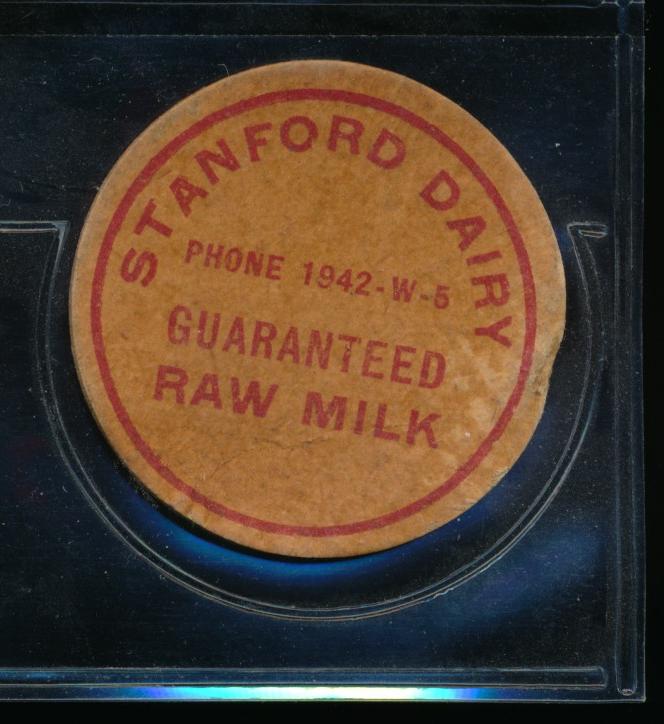 STANFORD DAIRY
PHONE 1942-W-5
GUARANTEED
RAW MILK